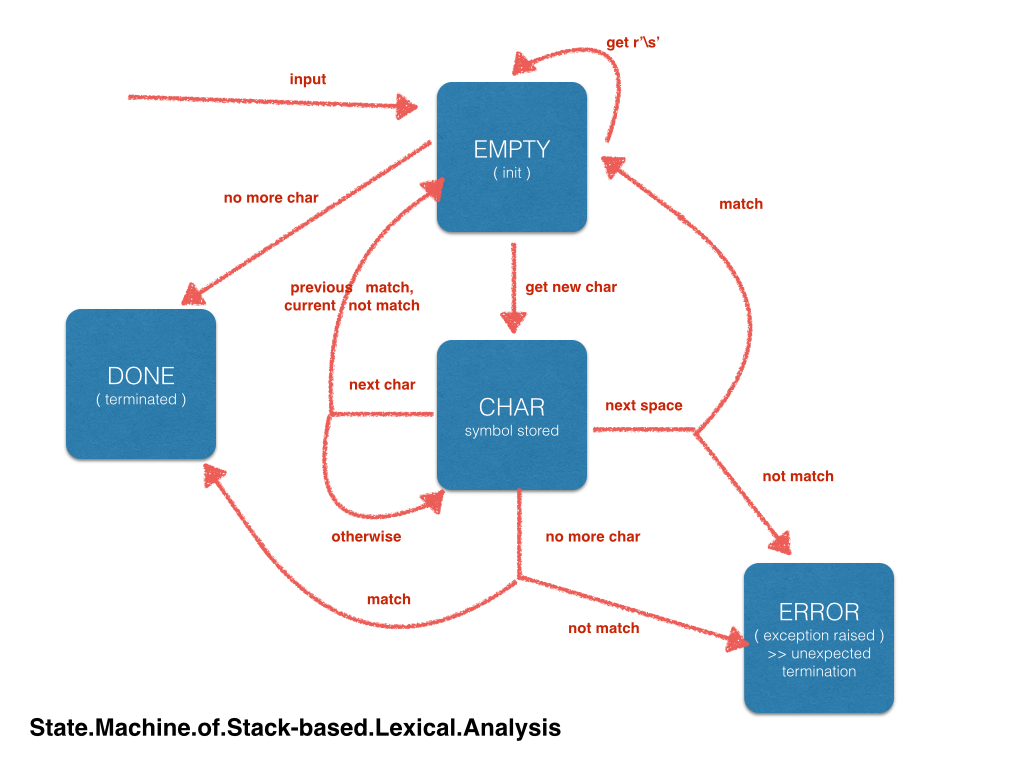 get r'\s'
input
EMPTY
( init )
no more char
match
previous match,
current not match
get new char
DONE
( terminated )
next char
CHAR
symbol stored
next space
not match
otherwise
no more char
match
not match
ERROR
( exception raised )
>> unexpected
termination
State.Machine.of.Stack-based.Lexical.Analysis